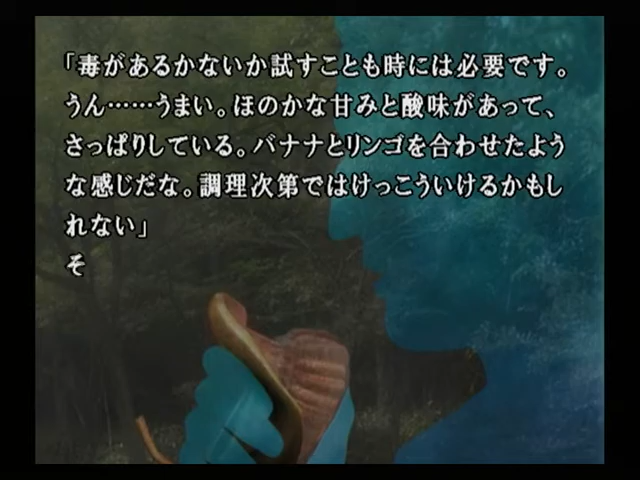 「毒があるかないか試すことも時には必要です。
うん……うまい。ほのかな甘みと酸味があって、
さっぱりしている。バナナとリンゴを合わせたよう
な感じだな。調理次第ではけっこういけるかもし
れない」
そ